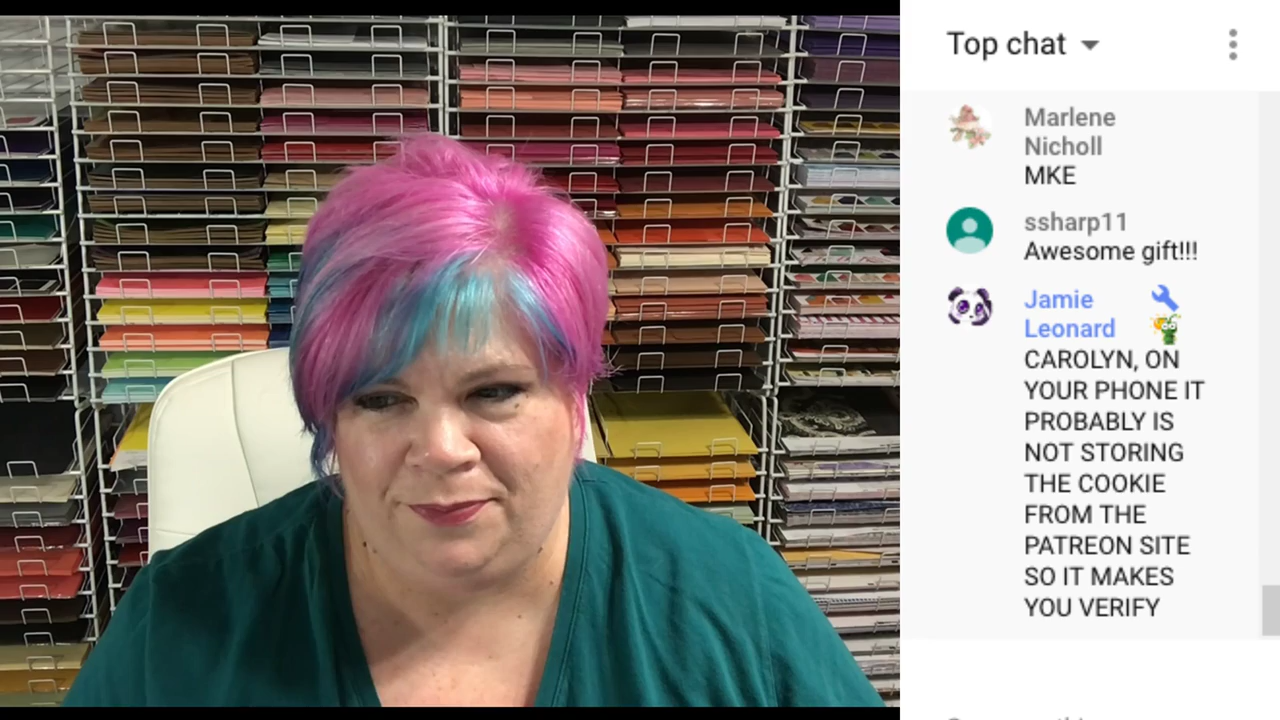 Top chat
Marlene
Nicholl
MKE
ssharp11
Awesome gift!!!
Jamie
Leonard
CAROLYN, ON
YOUR PHONE IT
PROBABLY IS
NOT STORING
THE COOKIE
FROM THE
PATREON SITE
SO IT MAKES
YOU VERIFY